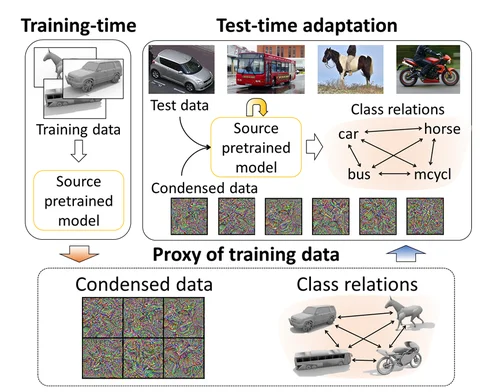 Training-time
Training data
Source
pretrained
model
Test-time adaptation
Test data
Source
pretrained
model
Condensed data
Class relations
car
horse
bus
mcycl
Proxy of training data
Condensed data
Class relations